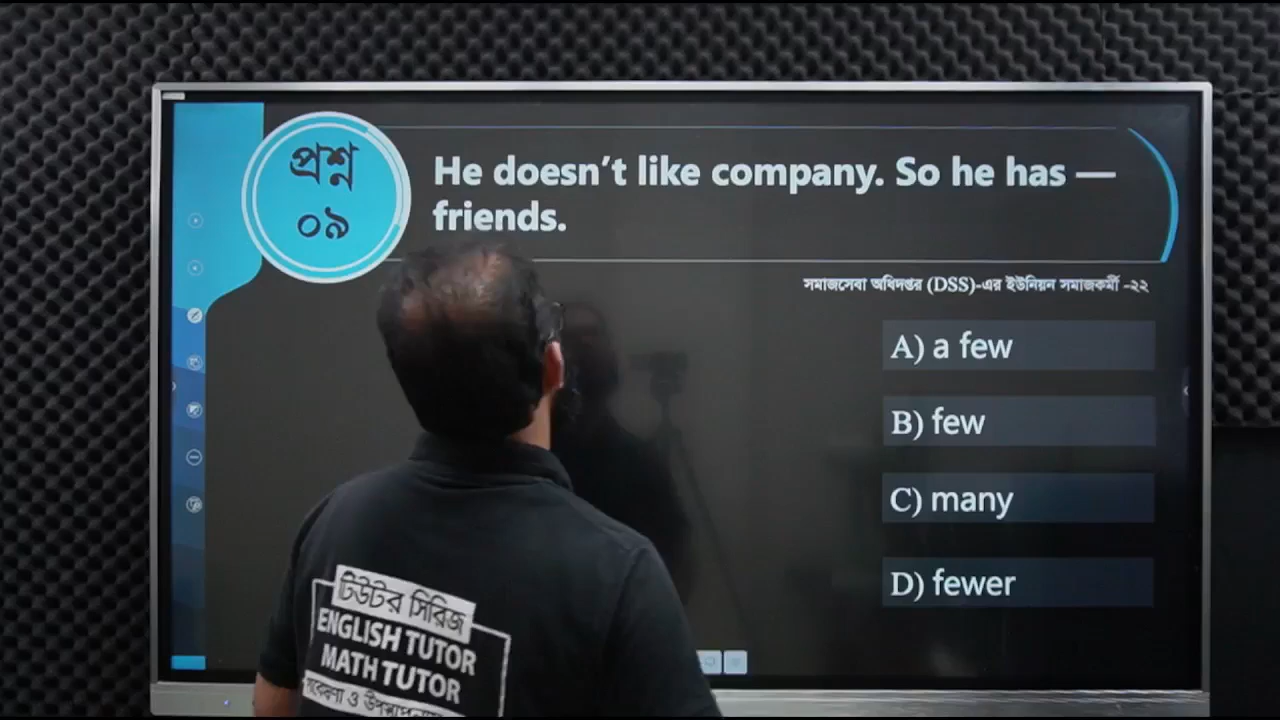 প্রশ্ন
০৯
He doesn't like company. So he has —
friends.
সমাজসেবা অধিদপ্তর (DSS)-এর ইউনিয়ন সমাজকর্মী -২২
A) a few
B) few
C) many
D) fewer
টিউটর সিরিজ
ENGLISH TUTOR
MATH TUTOR